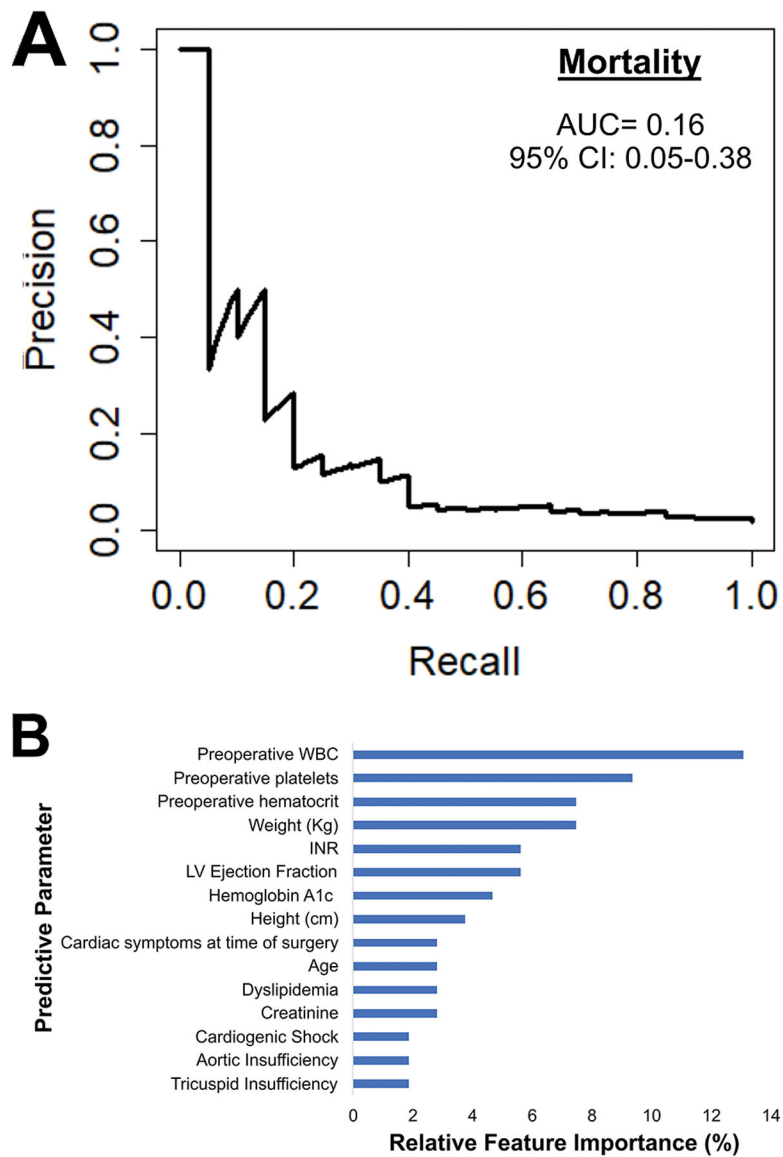 A
Mortality
AUC= 0.16
95% CI: 0.05-0.38
Precision
1.0
0.8
0.6
0.4
0.2
0.0
0.0 0.2 0.4 0.6 0.8 1.0
Recall
B
Predictive Parameter
Preoperative WBC
Preoperative platelets
Preoperative hematocrit
Weight (Kg)
INR
LV Ejection Fraction
Hemoglobin A1c
Height (cm)
Cardiac symptoms at time of surgery
Age
Dyslipidemia
Creatinine
Cardiogenic Shock
Aortic Insufficiency
Tricuspid Insufficiency
0 2 4 6 8 10 12 14
Relative Feature Importance (%)